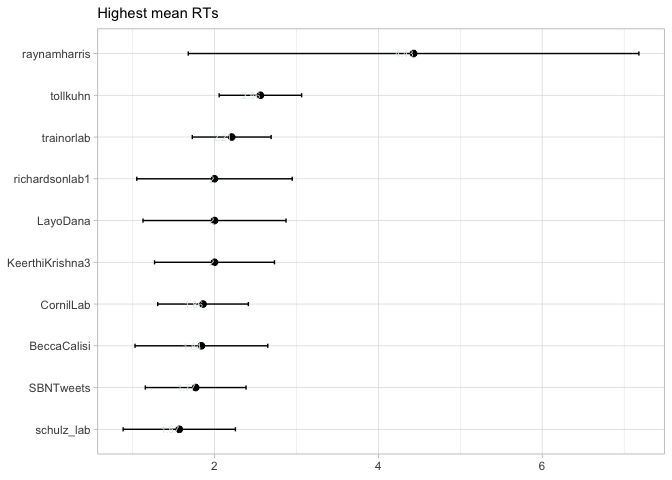 Highest mean RTs
raynamharris
tollkuhn
trainorlab
richardsonlab1
LayoDana
KeerthiKrishna3
CornilLab
BeccaCalisi
SBNTweets
schulz_lab
2
4
6